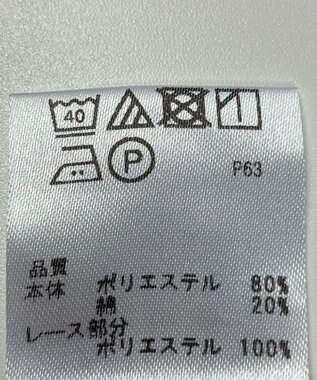 40
P P63
品質
本体 ポリエステル 80%
綿 20%
レース部分
ポリエステル 100%